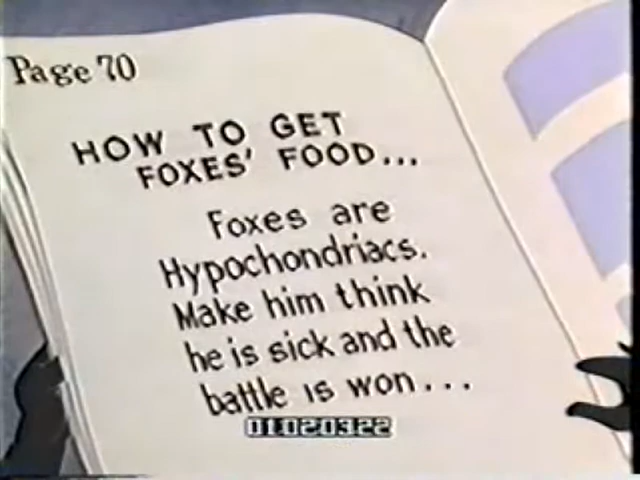 Page 70
HOW TO GET
FOXES' FOOD...
Foxes are
Hypochondriacs.
Make him think
he is sick and the
battle is won...
01020322